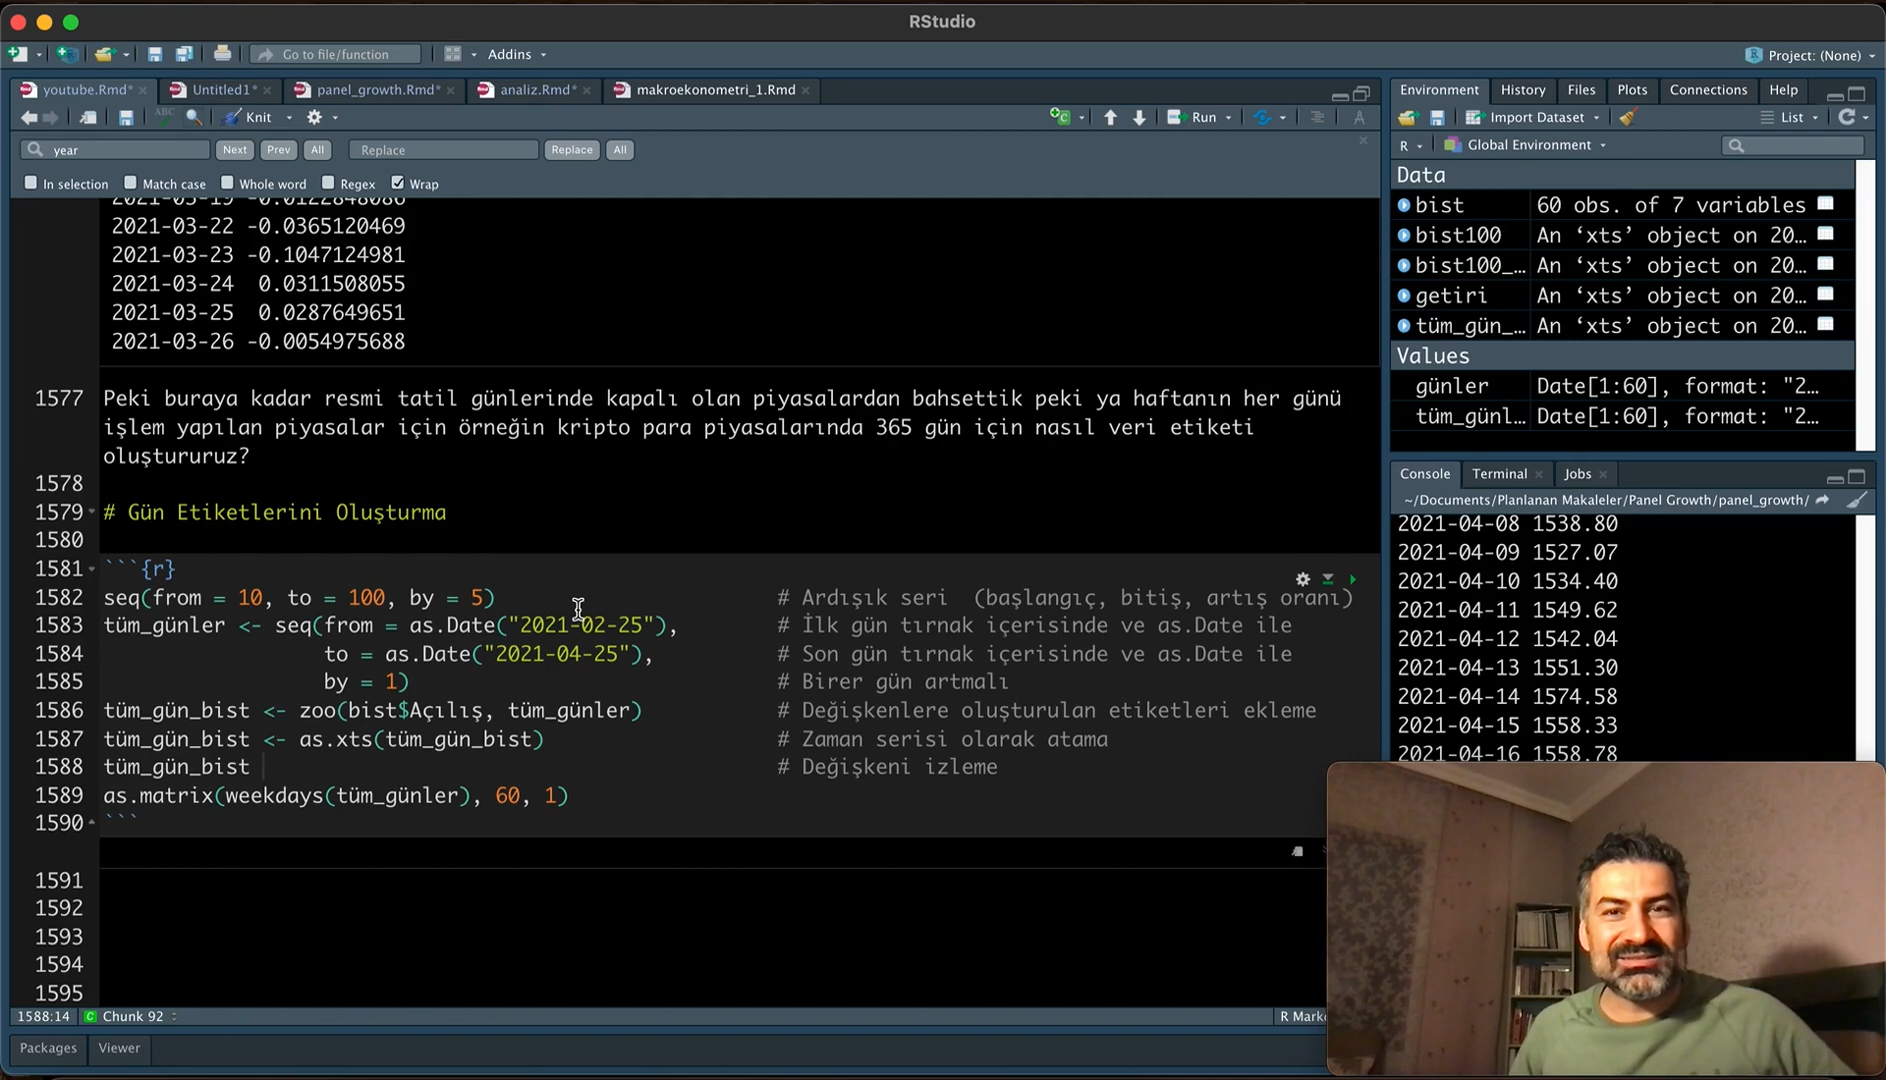 RStudio
Go to file/function
Addins
Project: (None)
youtube.Rmd*
Untitled1*
panel_growth.Rmd*
analiz.Rmd*
makroekonometri_1.Rmd
ABC
Knit
Run
year
Next
Prev
All
Replace
Replace
All
In selection
Match case
Whole word
Regex
Wrap
2021-03-19 -0.0122848086
2021-03-22 -0.0365120469
2021-03-23 -0.1047124981
2021-03-24 0.0311508055
2021-03-25 0.0287649651
2021-03-26 -0.0054975688
1577 Peki buraya kadar resmi tatil günlerinde kapalı olan piyasalardan bahsettik peki ya haftanın her günü
işlem yapılan piyasalar için örneğin kripto para piyasalarında 365 gün için nasıl veri etiketi
oluştururuz?
1578
1579 # Gün Etiketlerini Oluşturma
1580
1581 ```{r}
1582 seq(from = 10, to = 100, by = 5) # Ardışık seri (başlangıç, bitiş, artış oranı)
1583 tüm_günler <- seq(from = as.Date("2021-02-25"), # İlk gün tırnak içerisinde ve as.Date ile
1584 to = as.Date("2021-04-25"), # Son gün tırnak içerisinde ve as.Date ile
1585 by = 1) # Birer gün artmalı
1586 tüm_gün_bist <- zoo(bist$Açılış, tüm_günler) # Değişkenlere oluşturulan etiketleri ekleme
1587 tüm_gün_bist <- as.xts(tüm_gün_bist) # Zaman serisi olarak atama
1588 tüm_gün_bist # Değişkeni izleme
1589 as.matrix(weekdays(tüm_günler), 60, 1)
1590 ```
1591
1592
1593
1594
1595
1588:14
C Chunk 92
R Mark
Packages
Viewer
Environment
History
Files
Plots
Connections
Help
Import Dataset
List
R
Global Environment
Data
bist 60 obs. of 7 variables
bist100 An ‘xts’ object on 20…
bist100_… An ‘xts’ object on 20…
getiri An ‘xts’ object on 20…
tüm_gün_… An ‘xts’ object on 20…
Values
günler Date[1:60], format: "2…
tüm_günl… Date[1:60], format: "2…
Console
Terminal
Jobs
~/Documents/Planlanan Makaleler/Panel Growth/panel_growth/
2021-04-08 1538.80
2021-04-09 1527.07
2021-04-10 1534.40
2021-04-11 1549.62
2021-04-12 1542.04
2021-04-13 1551.30
2021-04-14 1574.58
2021-04-15 1558.33
2021-04-16 1558.78